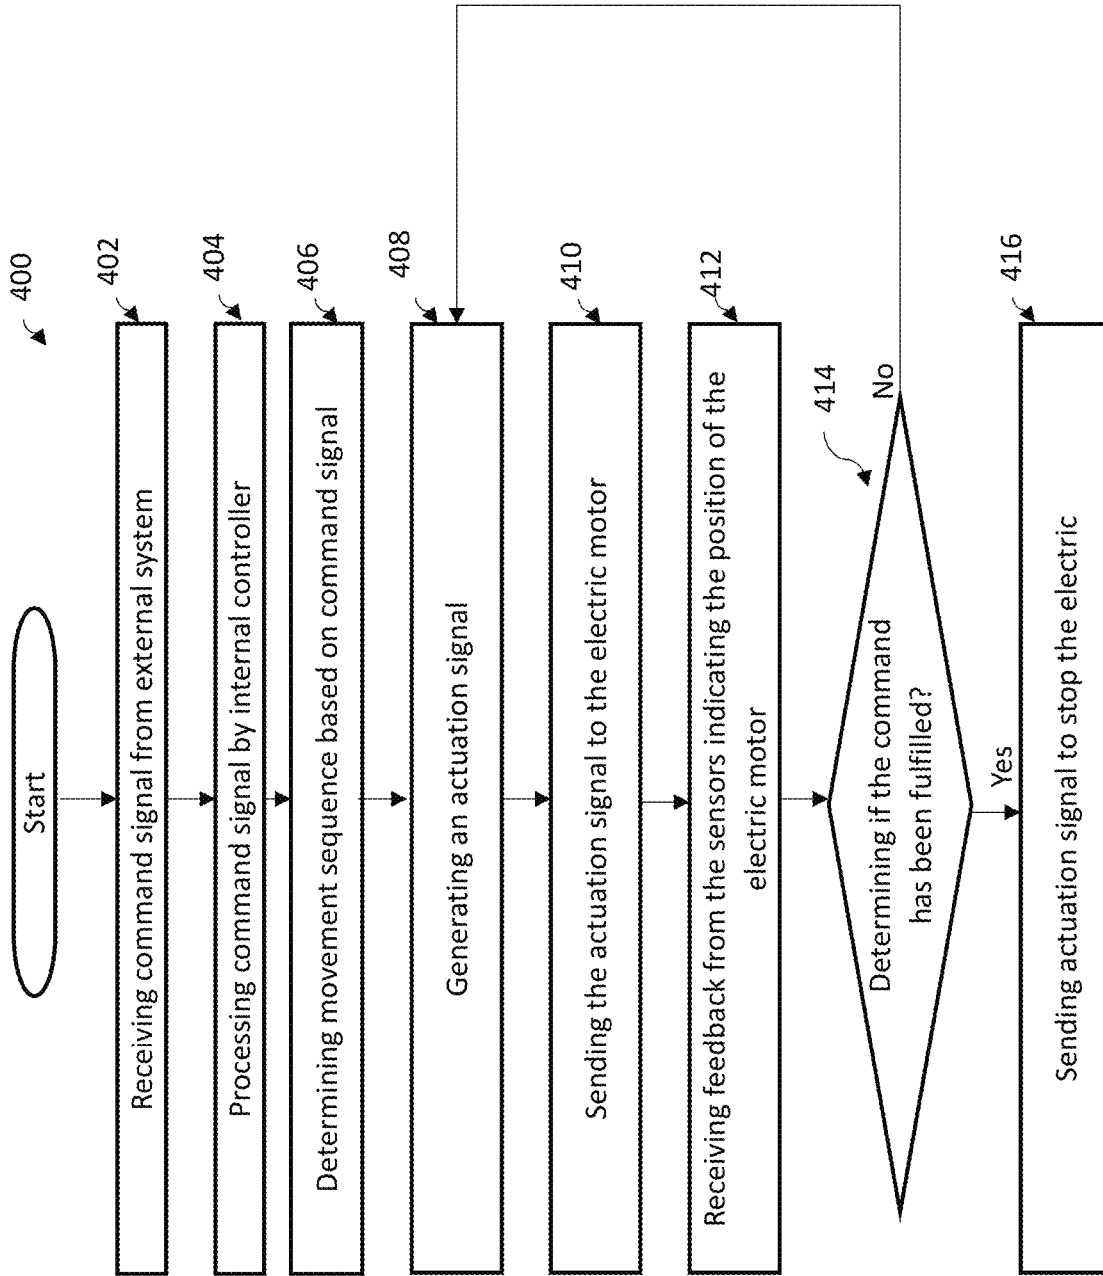 400
Start
402
Receiving command signal from external system
404
Processing command signal by internal controller
406
Determining movement sequence based on command signal
408
Generating an actuation signal
410
Sending the actuation signal to the electric motor
412
Receiving feedback from the sensors indicating the position of the
electric motor
414
Determining if the command
has been fulfilled?
No
Yes
416
Sending actuation signal to stop the electric